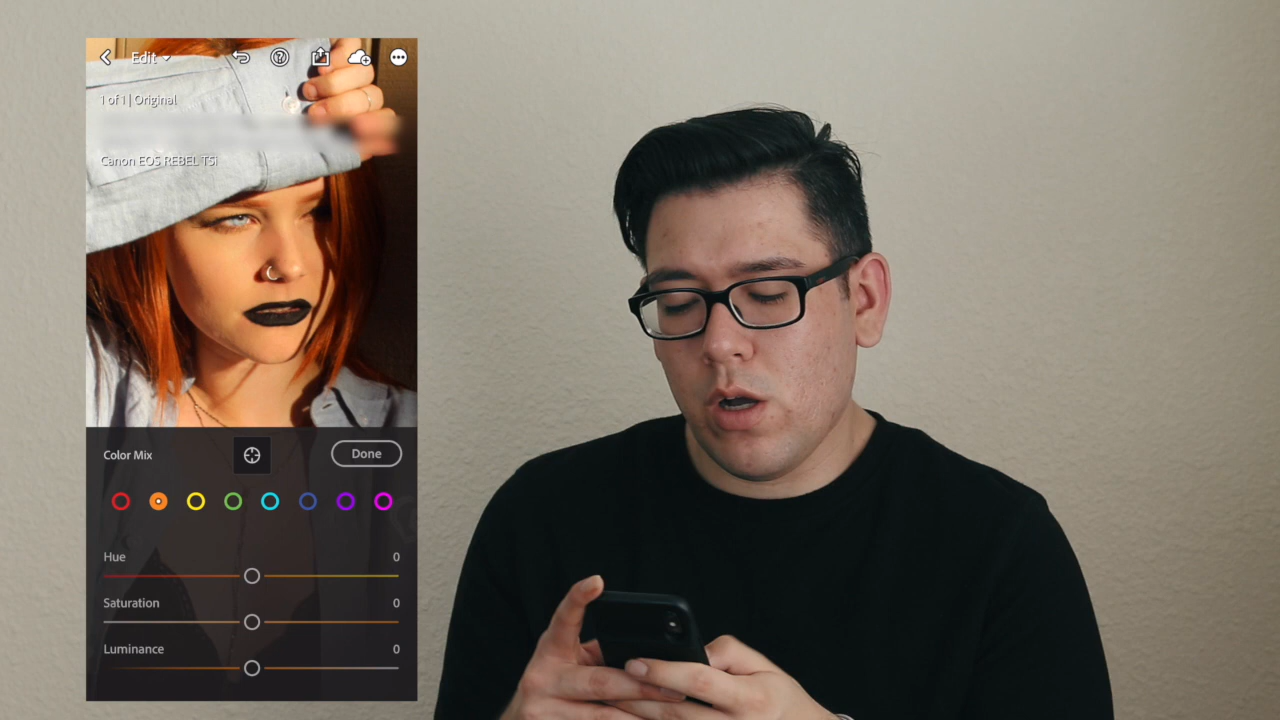 Edit
1 of 1 | Original
Canon EOS REBEL T5i
Color Mix
Done
Hue 0
Saturation 0
Luminance 0